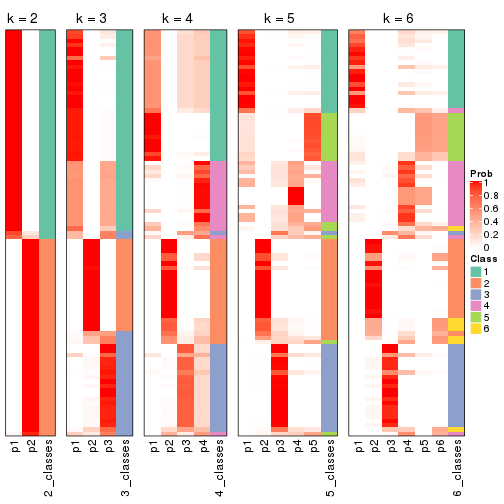 k = 2
k = 3
k = 4
k = 5
k = 6
p1
p2
2_classes
p1
p2
p3
3_classes
p1
p2
p3
p4
4_classes
p1
p2
p3
p4
p5
5_classes
p1
p2
p3
p4
p5
p6
6_classes
Prob
1
0.8
0.6
0.4
0.2
0
Class
1
2
3
4
5
6